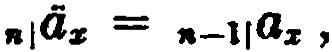 ₙ|äₓ = ₙ₋₁|aₓ ,